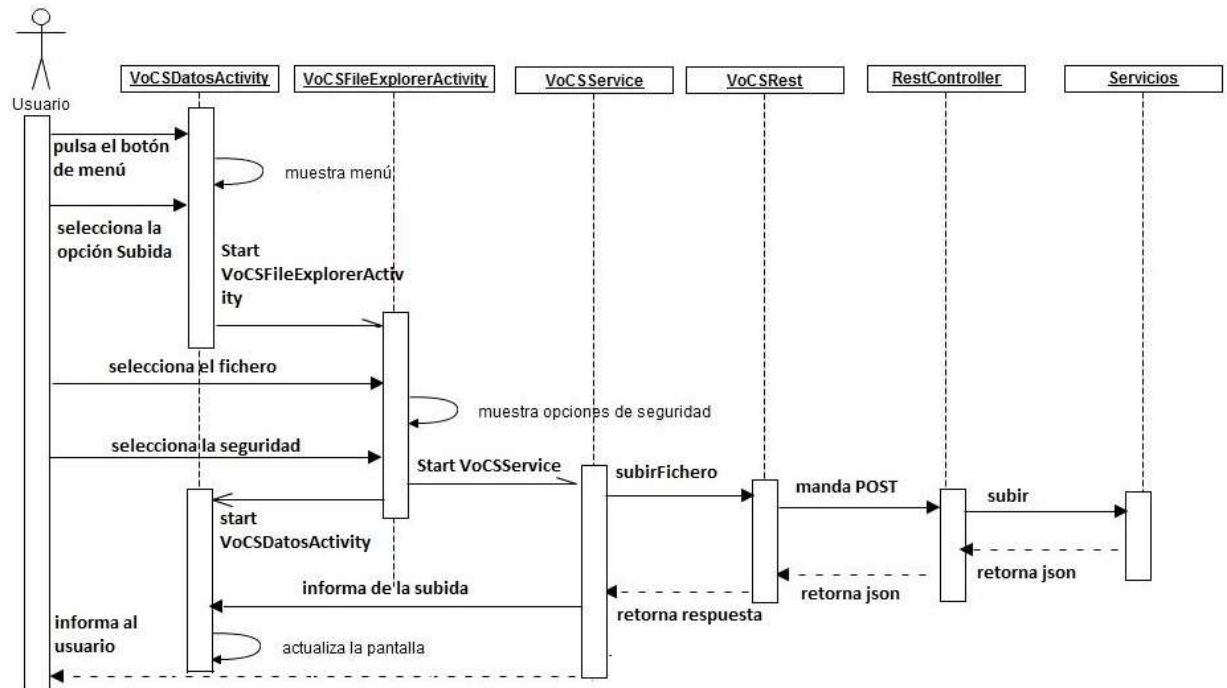 Usuario
VoCSDatosActivity
VoCSFileExplorerActivity
VoCSService
VoCSRest
RestController
Servicios
pulsa el botón
de menú
muestra menú
selecciona la
opción Subida
Start
VoCSFileExplorerActiv
ity
selecciona el fichero
muestra opciones de seguridad
selecciona la seguridad
Start VoCSService
subirFichero
manda POST
subir
start
VoCSDatosActivity
retorna json
retorna json
retorna respuesta
informa de la subida
informa al
usuario
actualiza la pantalla